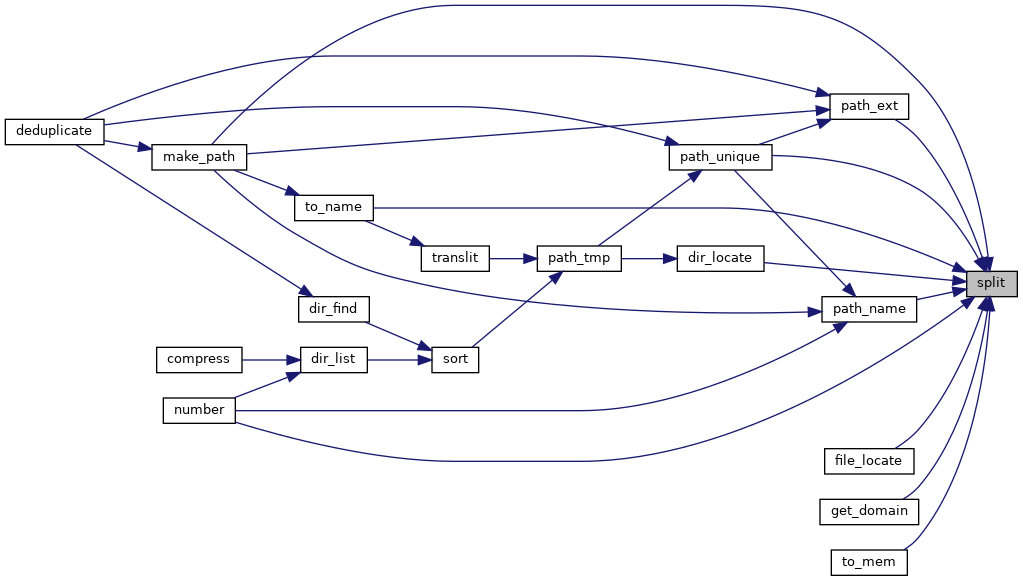 path_ext
deduplicate
make_path
path_unique
to_name
translit
path_tmp
dir_locate
split
dir_find
path_name
compress
dir_list
sort
number
file_locate
get_domain
to_mem